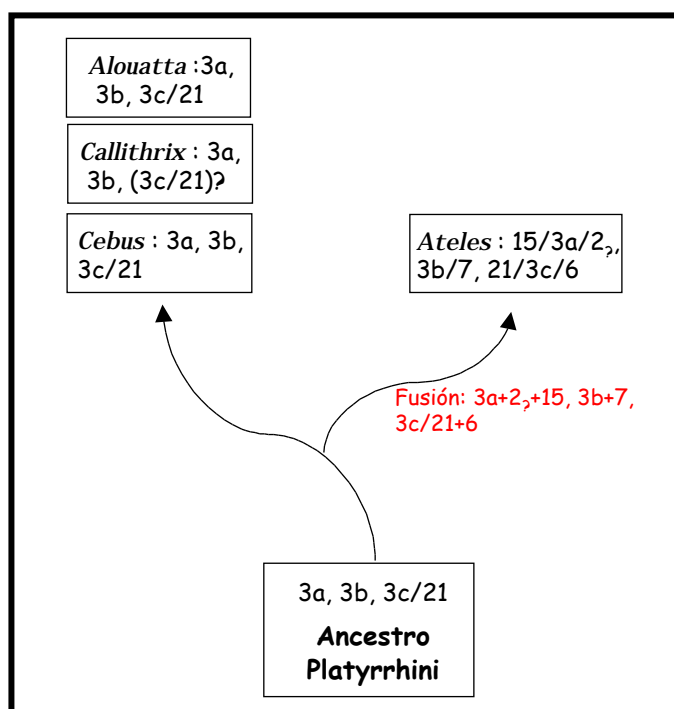 Alouatta :3a,
3b, 3c/21
Callithrix : 3a,
3b, (3c/21)?
Cebus : 3a, 3b,
3c/21
Ateles : 15/3a/2?,
3b/7, 21/3c/6
Fusión: 3a+2?+15, 3b+7,
3c/21+6
3a, 3b, 3c/21
Ancestro
Platyrrhini